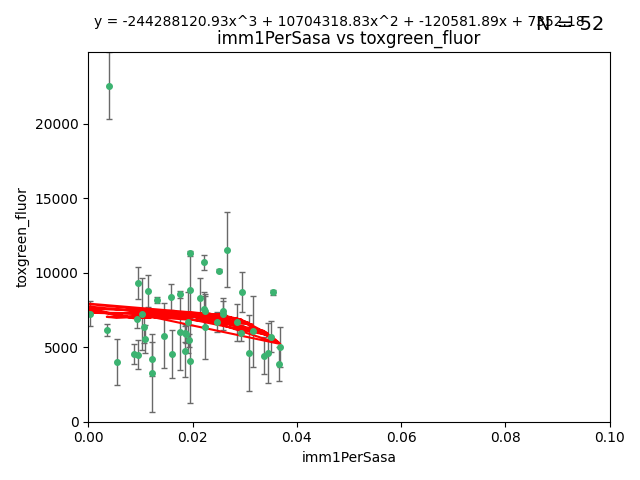 y = -244288120.93x^3 + 10704318.83x^2 + -120581.89x + 7352.18
N = 52
imm1PerSasa vs toxgreen_fluor
20000
15000
10000
5000
0
toxgreen_fluor
0.00 0.02 0.04 0.06 0.08 0.10
imm1PerSasa